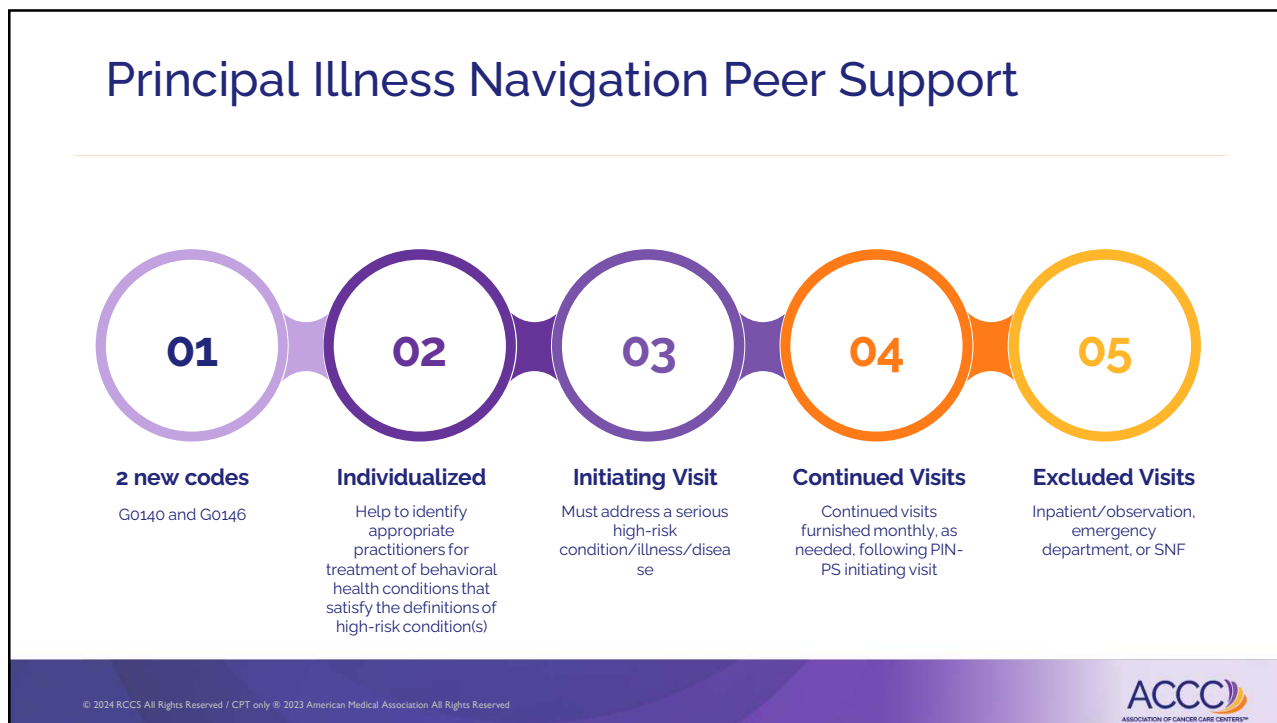 Principal Illness Navigation Peer Support
01
02
03
04
05
2 new codes
G0140 and G0146
Individualized
Help to identify
appropriate
practitioners for
treatment of behavioral
health conditions that
satisfy the definitions of
high-risk condition(s)
Initiating Visit
Must address a serious
high-risk
condition/illness/disea
se
Continued Visits
Continued visits
furnished monthly, as
needed, following PIN-
PS initiating visit
Excluded Visits
Inpatient/observation,
emergency
department, or SNF
© 2024 RCCS All Rights Reserved / CPT only ® 2023 American Medical Association All Rights Reserved
ACCC
ASSOCIATION OF CANCER CARE CENTERS™